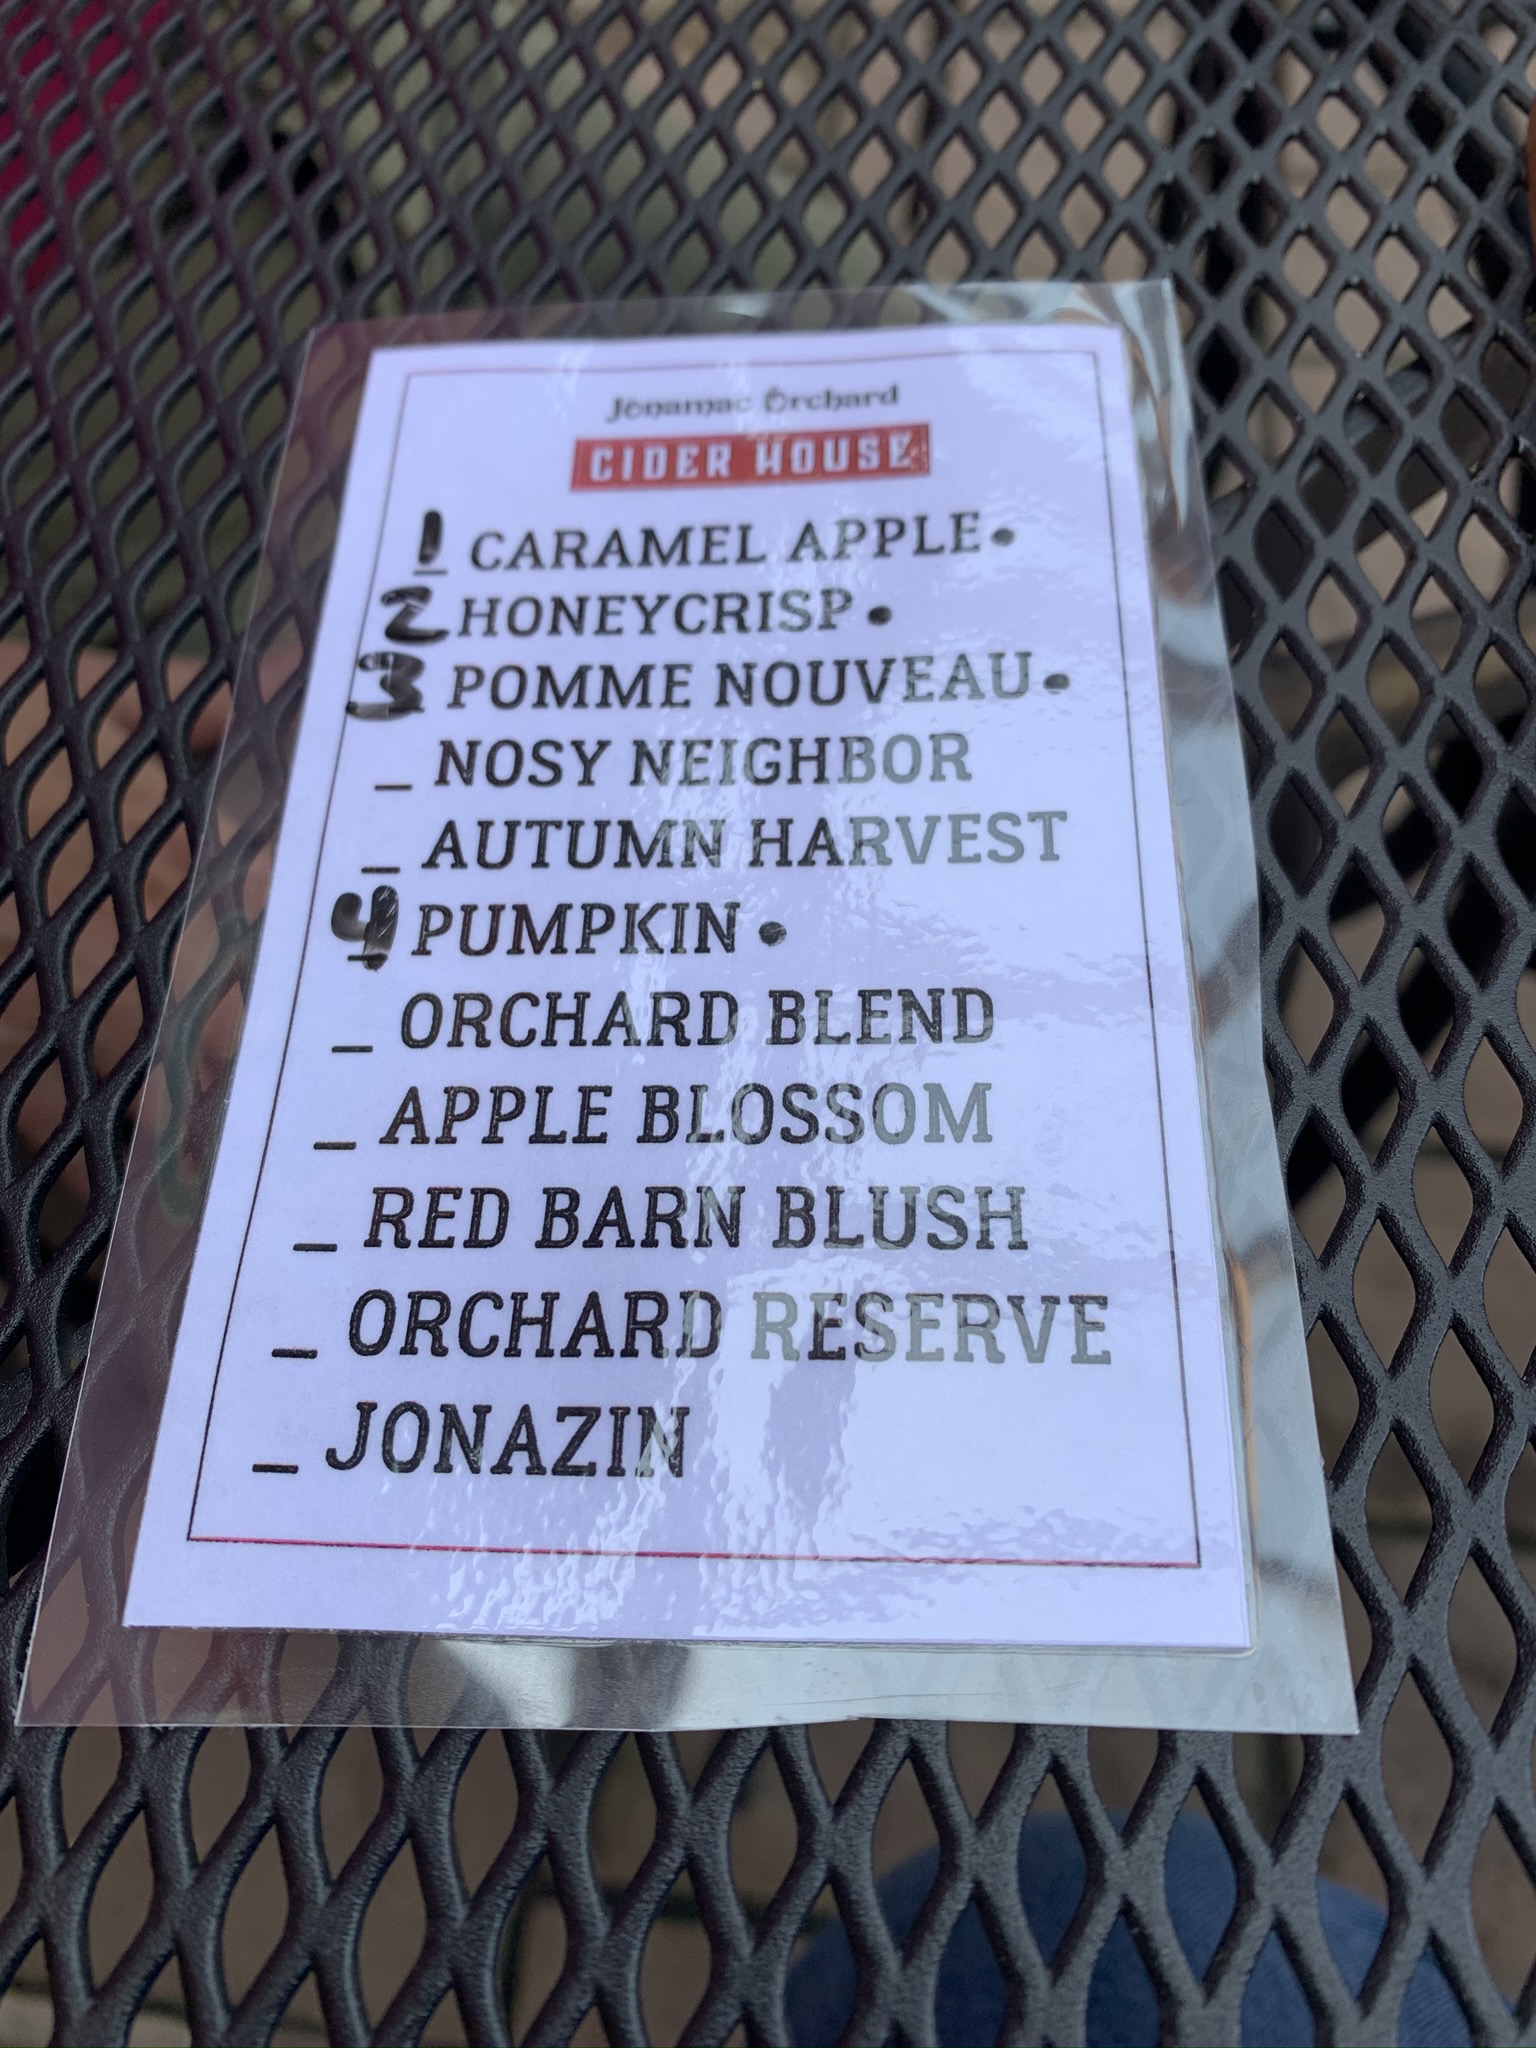 Jonamac Orchard
CIDER HOUSE
1 CARAMEL APPLE •
2 HONEYCRISP •
3 POMME NOUVEAU •
_ NOSY NEIGHBOR
_ AUTUMN HARVEST
4 PUMPKIN •
_ ORCHARD BLEND
_ APPLE BLOSSOM
_ RED BARN BLUSH
_ ORCHARD RESERVE
_ JONAZIN